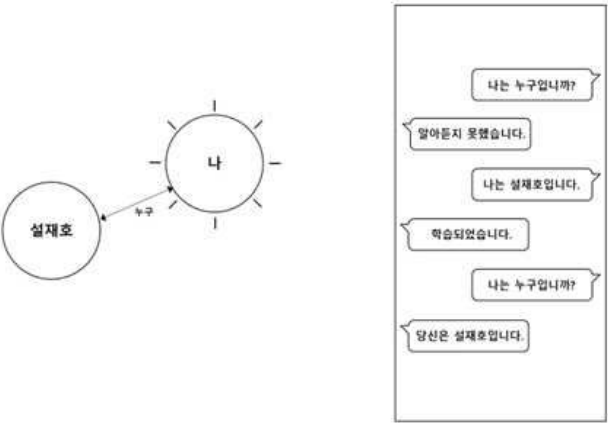 나
누구
설재호
나는 누구입니까?
알아듣지 못했습니다.
나는 설재호입니다.
학습되었습니다.
나는 누구입니까?
당신은 설재호입니다.